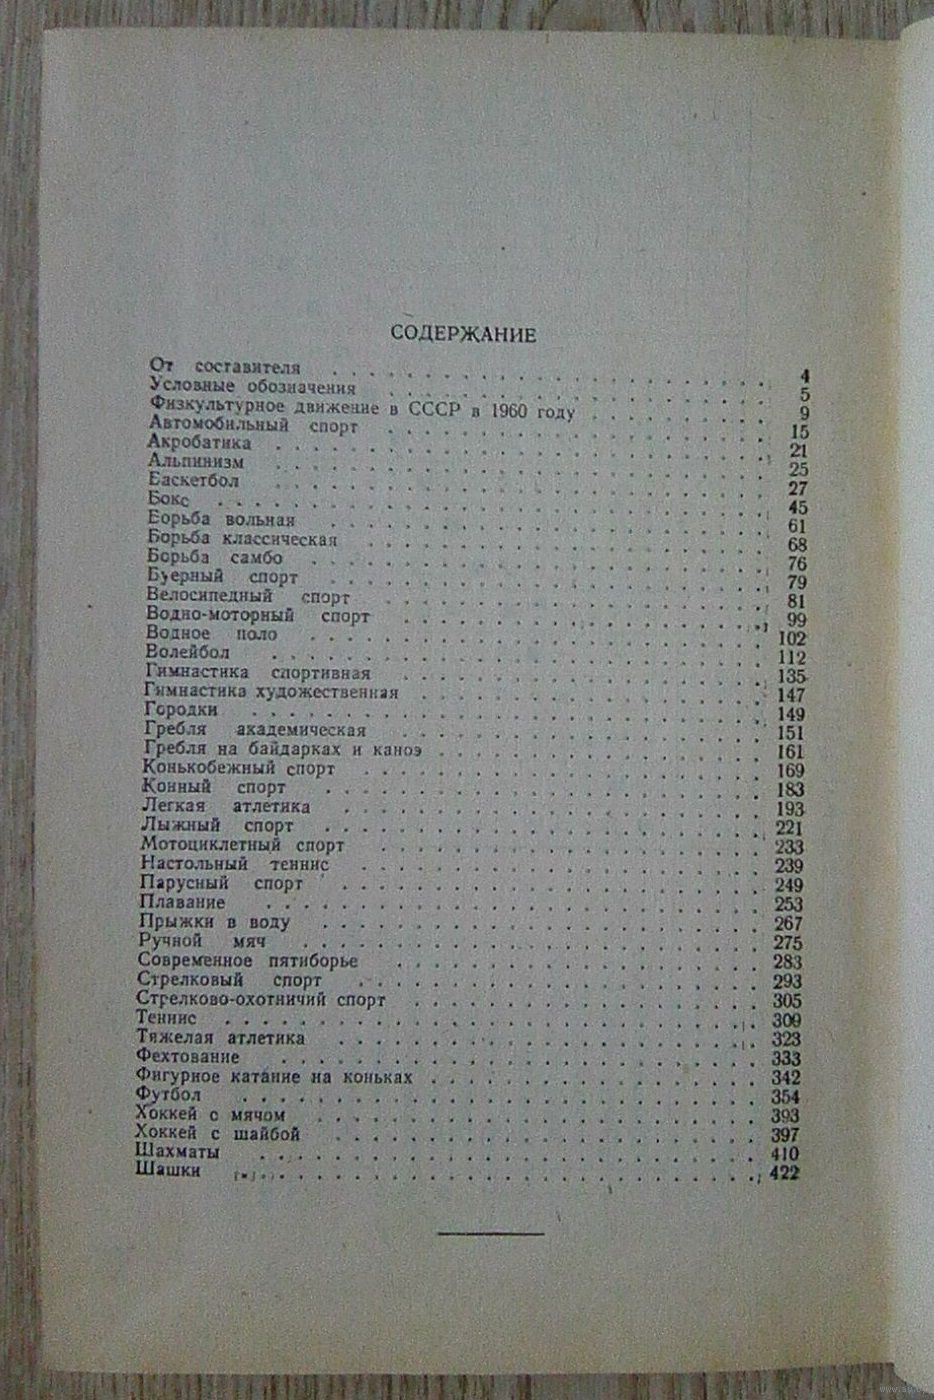 СОДЕРЖАНИЕ
От составителя . . . . . . . . . . . . . . . . . . . . 4
Условные обозначения . . . . . . . . . . . . . . . . . 5
Физкультурное движение в СССР в 1960 году . . . . . . . . 9
Автомобильный спорт . . . . . . . . . . . . . . . . . 15
Акробатика . . . . . . . . . . . . . . . . . . . . 21
Альпинизм . . . . . . . . . . . . . . . . . . . . 25
Баскетбол . . . . . . . . . . . . . . . . . . . . 27
Бокс . . . . . . . . . . . . . . . . . . . . 45
Борьба вольная . . . . . . . . . . . . . . . . . . . 61
Борьба классическая . . . . . . . . . . . . . . . . . 68
Борьба самбо . . . . . . . . . . . . . . . . . . . 76
Буерный спорт . . . . . . . . . . . . . . . . . . . 79
Велосипедный спорт . . . . . . . . . . . . . . . . . 81
Водно-моторный спорт . . . . . . . . . . . . . . . . 99
Водное поло . . . . . . . . . . . . . . . . . . . 102
Волейбол . . . . . . . . . . . . . . . . . . . . 112
Гимнастика спортивная . . . . . . . . . . . . . . . . 135
Гимнастика художественная . . . . . . . . . . . . . . . 147
Городки . . . . . . . . . . . . . . . . . . . . 149
Гребля академическая . . . . . . . . . . . . . . . . 151
Гребля на байдарках и каноэ . . . . . . . . . . . . . . 161
Конькобежный спорт . . . . . . . . . . . . . . . . . 169
Конный спорт . . . . . . . . . . . . . . . . . . . 183
Легкая атлетика . . . . . . . . . . . . . . . . . . 193
Лыжный спорт . . . . . . . . . . . . . . . . . . . 221
Мотоциклетный спорт . . . . . . . . . . . . . . . . . 233
Настольный теннис . . . . . . . . . . . . . . . . . 239
Парусный спорт . . . . . . . . . . . . . . . . . . 249
Плавание . . . . . . . . . . . . . . . . . . . . 253
Прыжки в воду . . . . . . . . . . . . . . . . . . . 267
Ручной мяч . . . . . . . . . . . . . . . . . . . . 275
Современное пятиборье . . . . . . . . . . . . . . . . 283
Стрелковый спорт . . . . . . . . . . . . . . . . . . 293
Стрелково-охотничий спорт . . . . . . . . . . . . . . . 305
Теннис . . . . . . . . . . . . . . . . . . . . 309
Тяжелая атлетика . . . . . . . . . . . . . . . . . . 323
Фехтование . . . . . . . . . . . . . . . . . . . . 333
Фигурное катание на коньках . . . . . . . . . . . . . . 342
Футбол . . . . . . . . . . . . . . . . . . . . 354
Хоккей с мячом . . . . . . . . . . . . . . . . . . . 393
Хоккей с шайбой . . . . . . . . . . . . . . . . . . 397
Шахматы . . . . . . . . . . . . . . . . . . . . 410
Шашки . . . . . . . . . . . . . . . . . . . . 422